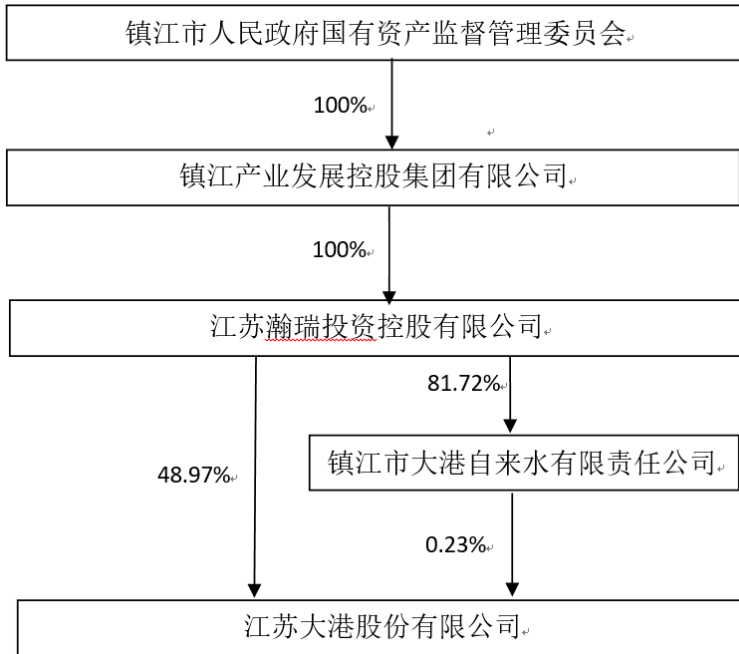 镇江市人民政府国有资产监督管理委员会
100%
镇江产业发展控股集团有限公司
100%
江苏瀚瑞投资控股有限公司
81.72%
镇江市大港自来水有限责任公司
48.97%
0.23%
江苏大港股份有限公司